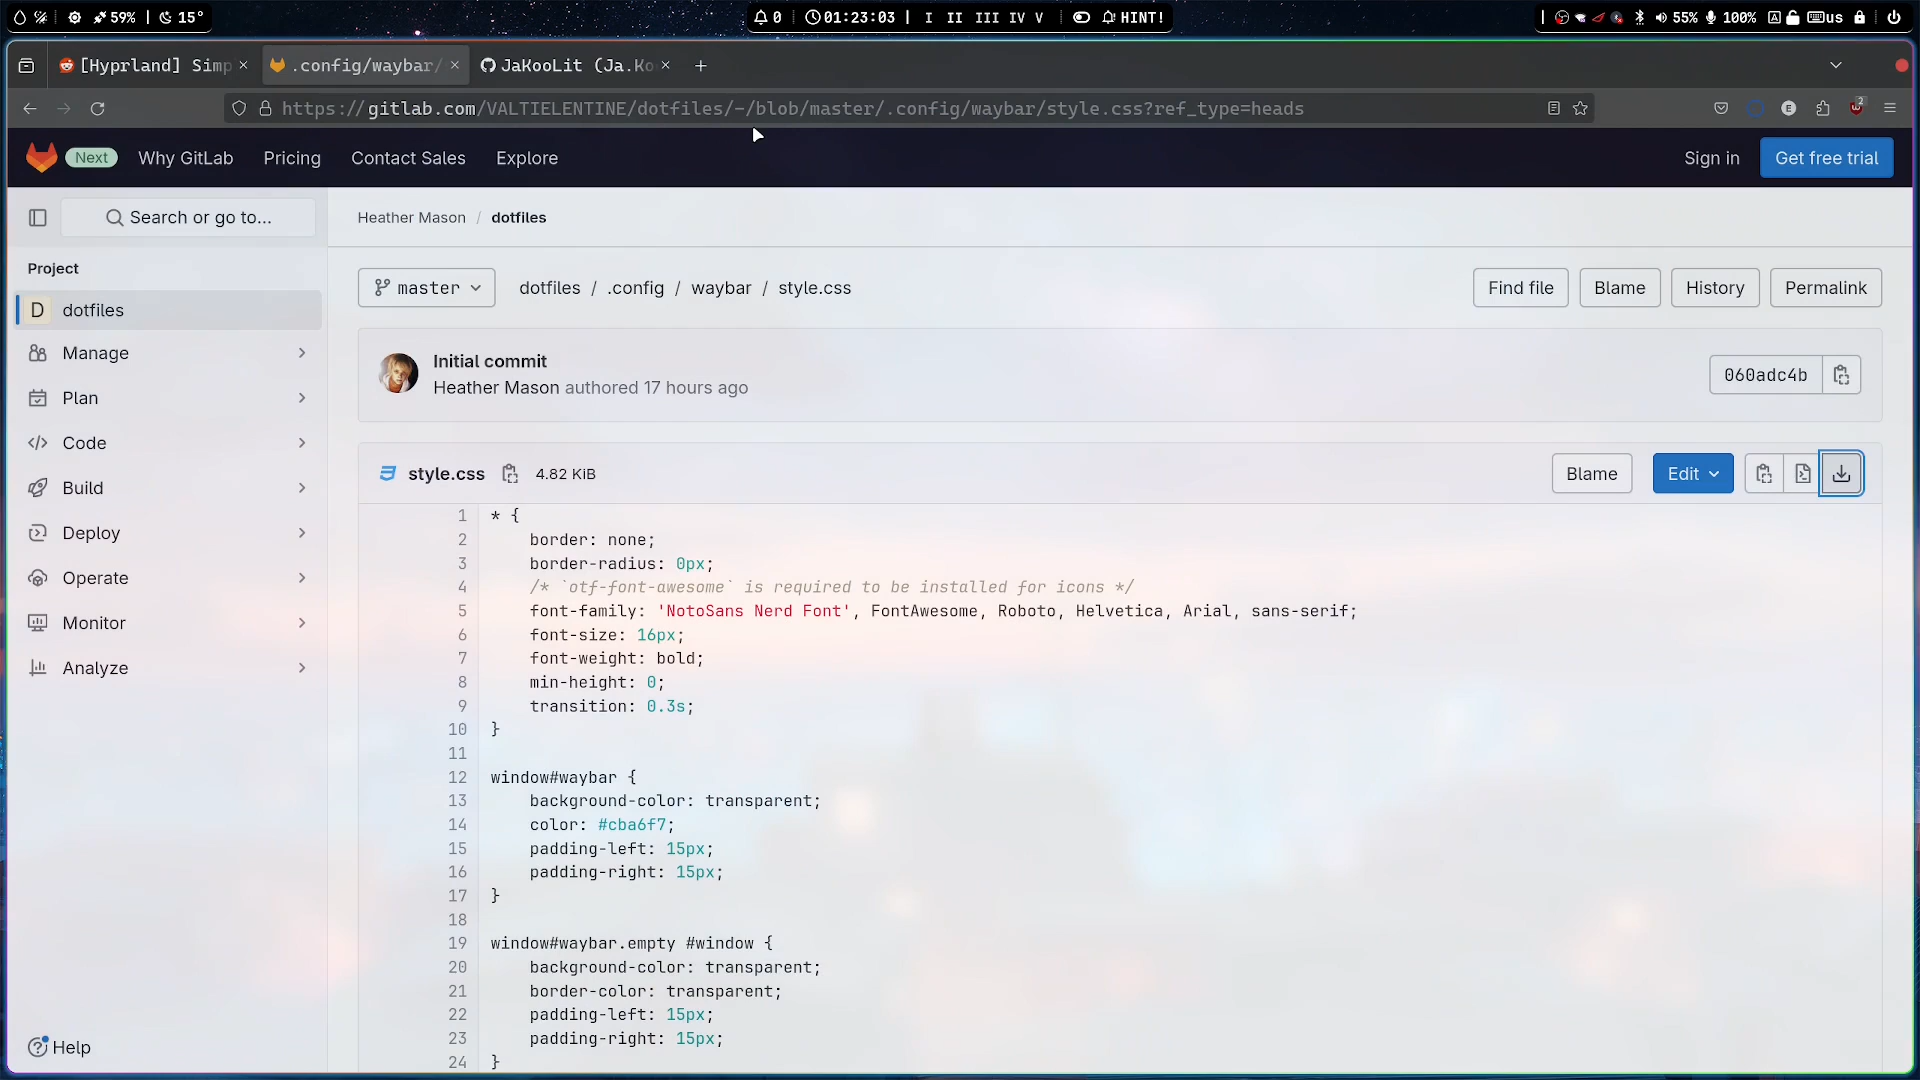 59% | 15°
0 | 01:23:03 | I II III IV V | HINT!
| 55% 100% A us
[Hyprland] Simp
.config/waybar/
JaKooLit (Ja.Ko
https://gitlab.com/VALTIELENTINE/dotfiles/-/blob/master/.config/waybar/style.css?ref_type=heads
E
2
Next
Why GitLab
Pricing
Contact Sales
Explore
Sign in
Get free trial
Search or go to...
Heather Mason / dotfiles
Project
D dotfiles
Manage
Plan
Code
Build
Deploy
Operate
Monitor
Analyze
Help
master
dotfiles / .config / waybar / style.css
Find file
Blame
History
Permalink
Initial commit
Heather Mason authored 17 hours ago
060adc4b
style.css
4.82 KiB
Blame
Edit
1 * {
2 border: none;
3 border-radius: 0px;
4 /* `otf-font-awesome` is required to be installed for icons */
5 font-family: 'NotoSans Nerd Font', FontAwesome, Roboto, Helvetica, Arial, sans-serif;
6 font-size: 16px;
7 font-weight: bold;
8 min-height: 0;
9 transition: 0.3s;
10 }
11
12 window#waybar {
13 background-color: transparent;
14 color: #cba6f7;
15 padding-left: 15px;
16 padding-right: 15px;
17 }
18
19 window#waybar.empty #window {
20 background-color: transparent;
21 border-color: transparent;
22 padding-left: 15px;
23 padding-right: 15px;
24 }